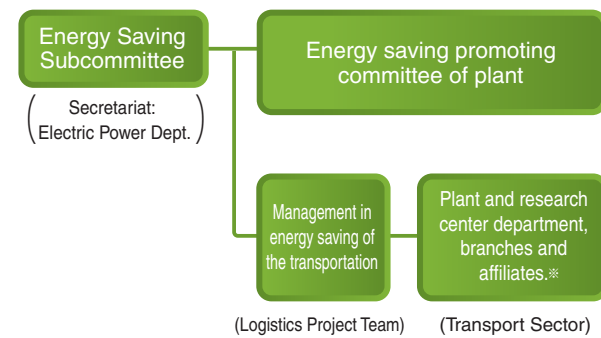 Energy Saving
Subcommittee
Secretariat:
Electric Power Dept.
Energy saving promoting
committee of plant
Management in
energy saving of
the transportation
(Logistics Project Team)
Plant and research
center department,
branches and
affiliates.※
(Transport Sector)